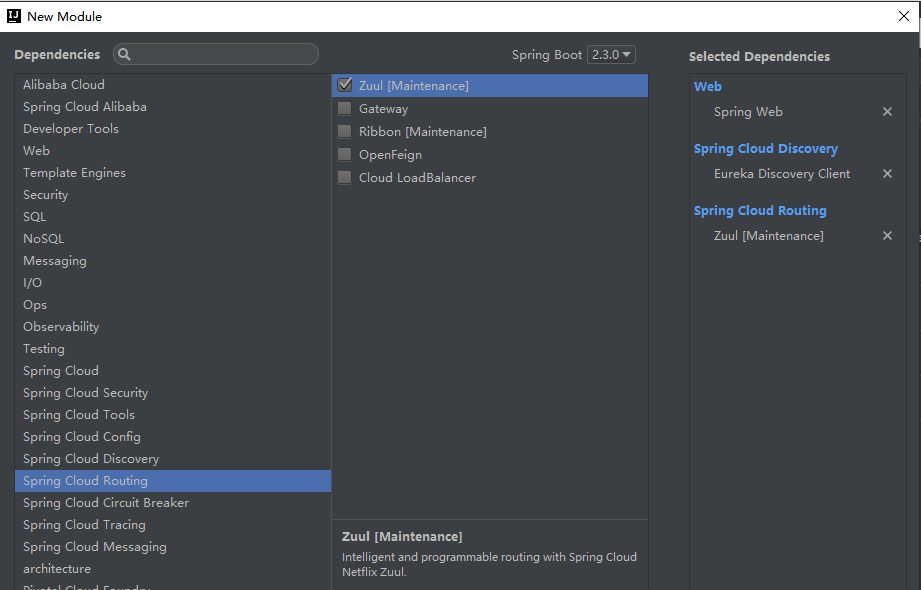 New Module
Dependencies
Spring Boot 2.3.0
Selected Dependencies
Alibaba Cloud
Spring Cloud Alibaba
Developer Tools
Web
Template Engines
Security
SQL
NoSQL
Messaging
I/O
Ops
Observability
Testing
Spring Cloud
Spring Cloud Security
Spring Cloud Tools
Spring Cloud Config
Spring Cloud Discovery
Spring Cloud Routing
Spring Cloud Circuit Breaker
Spring Cloud Tracing
Spring Cloud Messaging
architecture
Pivotal Cloud Foundry
Zuul [Maintenance]
Gateway
Ribbon [Maintenance]
OpenFeign
Cloud LoadBalancer
Zuul [Maintenance]
Intelligent and programmable routing with Spring Cloud
Netflix Zuul.
Web
Spring Web
Spring Cloud Discovery
Eureka Discovery Client
Spring Cloud Routing
Zuul [Maintenance]